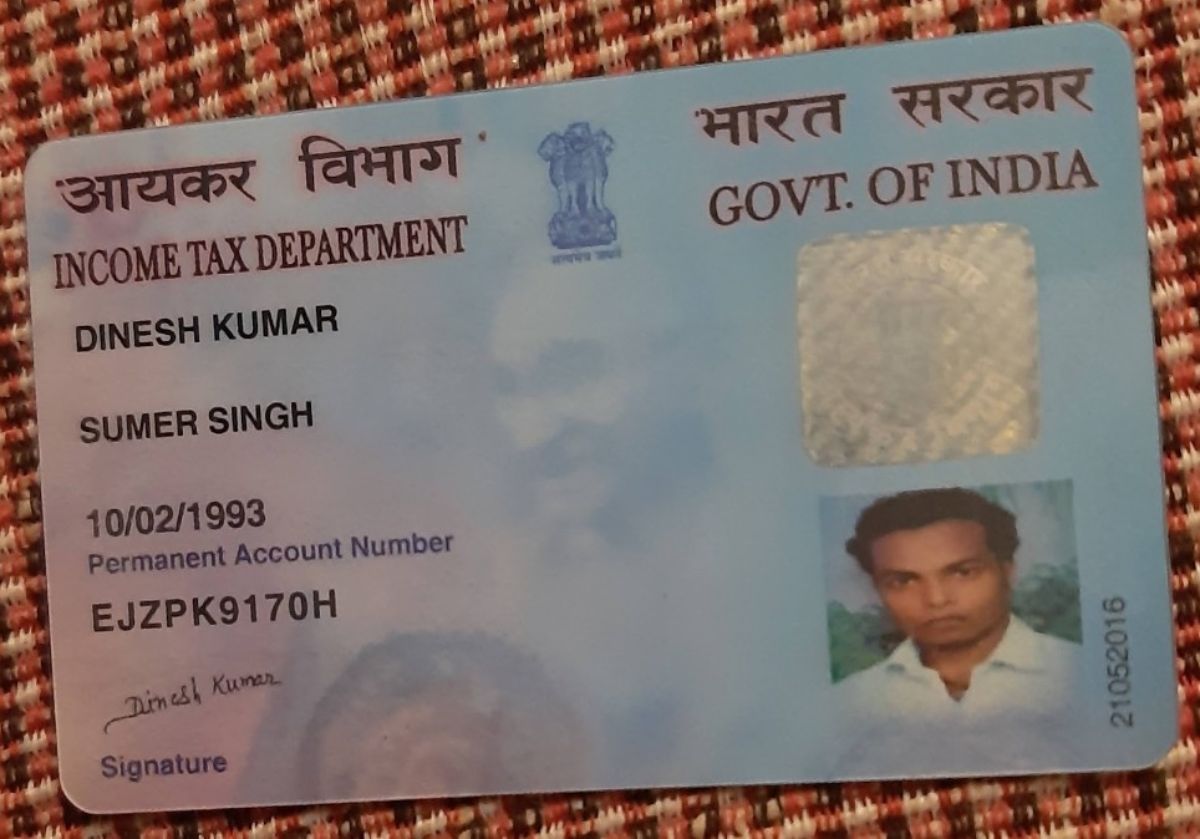 आयकर विभाग
INCOME TAX DEPARTMENT
भारत सरकार
GOVT. OF INDIA
सत्यमेव जयते
DINESH KUMAR
SUMER SINGH
10/02/1993
Permanent Account Number
EJZPK9170H
Dinesh Kumar
Signature
21052016